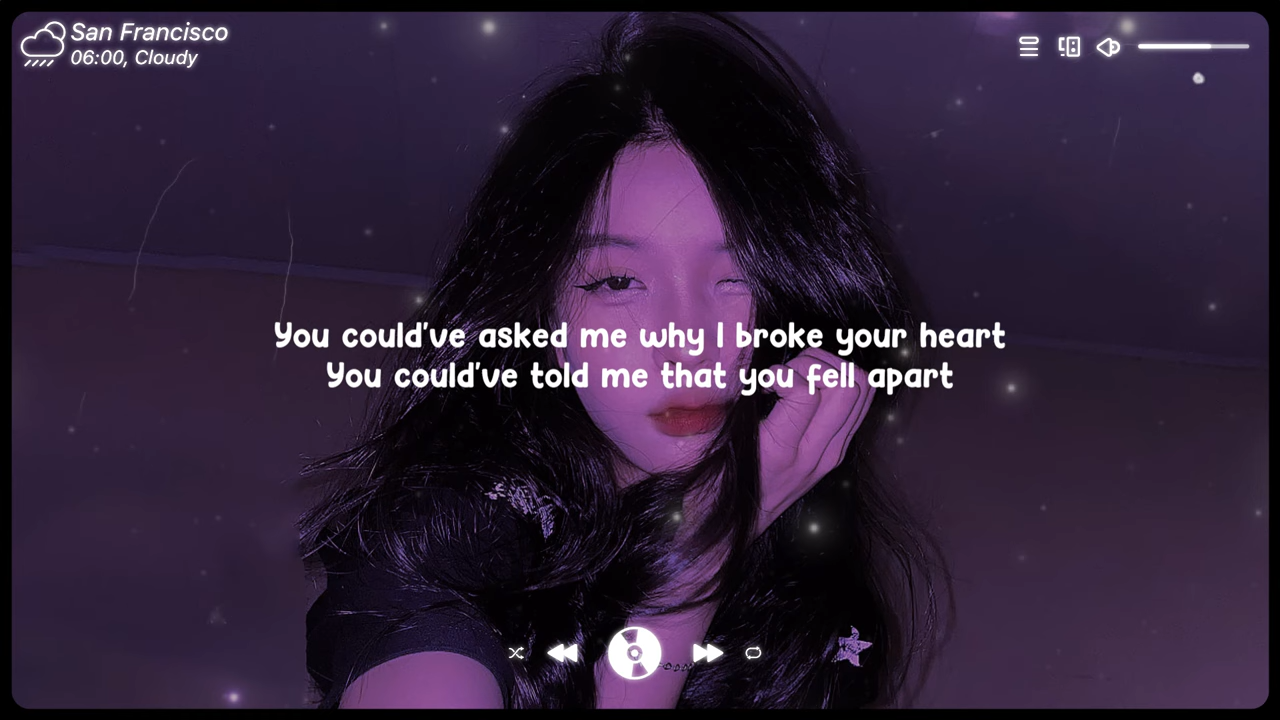 San Francisco
06:00, Cloudy
You could've asked me why I broke your heart
You could've told me that you fell apart